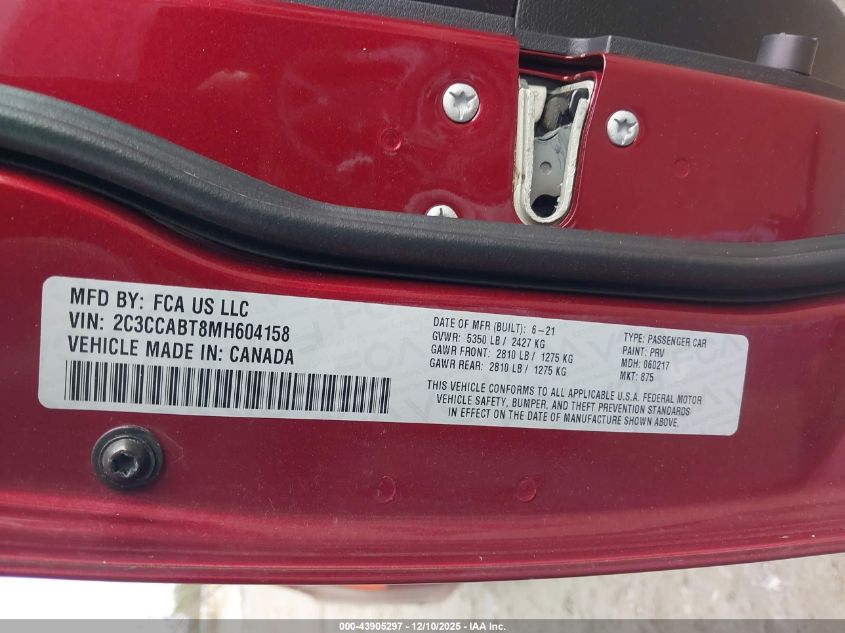 MFD BY: FCA US LLC
VIN: 2C3CCABT8MH604158
VEHICLE MADE IN: CANADA
DATE OF MFR (BUILT): 6-21
GVWR: 5350 LB / 2427 KG
GAWR FRONT: 2810 LB / 1275 KG
GAWR REAR: 2810 LB / 1275 KG
TYPE: PASSENGER CAR
PAINT: PRV
MDH: 060217
MKT: 875
THIS VEHICLE CONFORMS TO ALL APPLICABLE U.S.A. FEDERAL MOTOR
VEHICLE SAFETY, BUMPER, AND THEFT PREVENTION STANDARDS
IN EFFECT ON THE DATE OF MANUFACTURE SHOWN ABOVE.
000-43905297 - 12/10/2025 - IAA Inc.